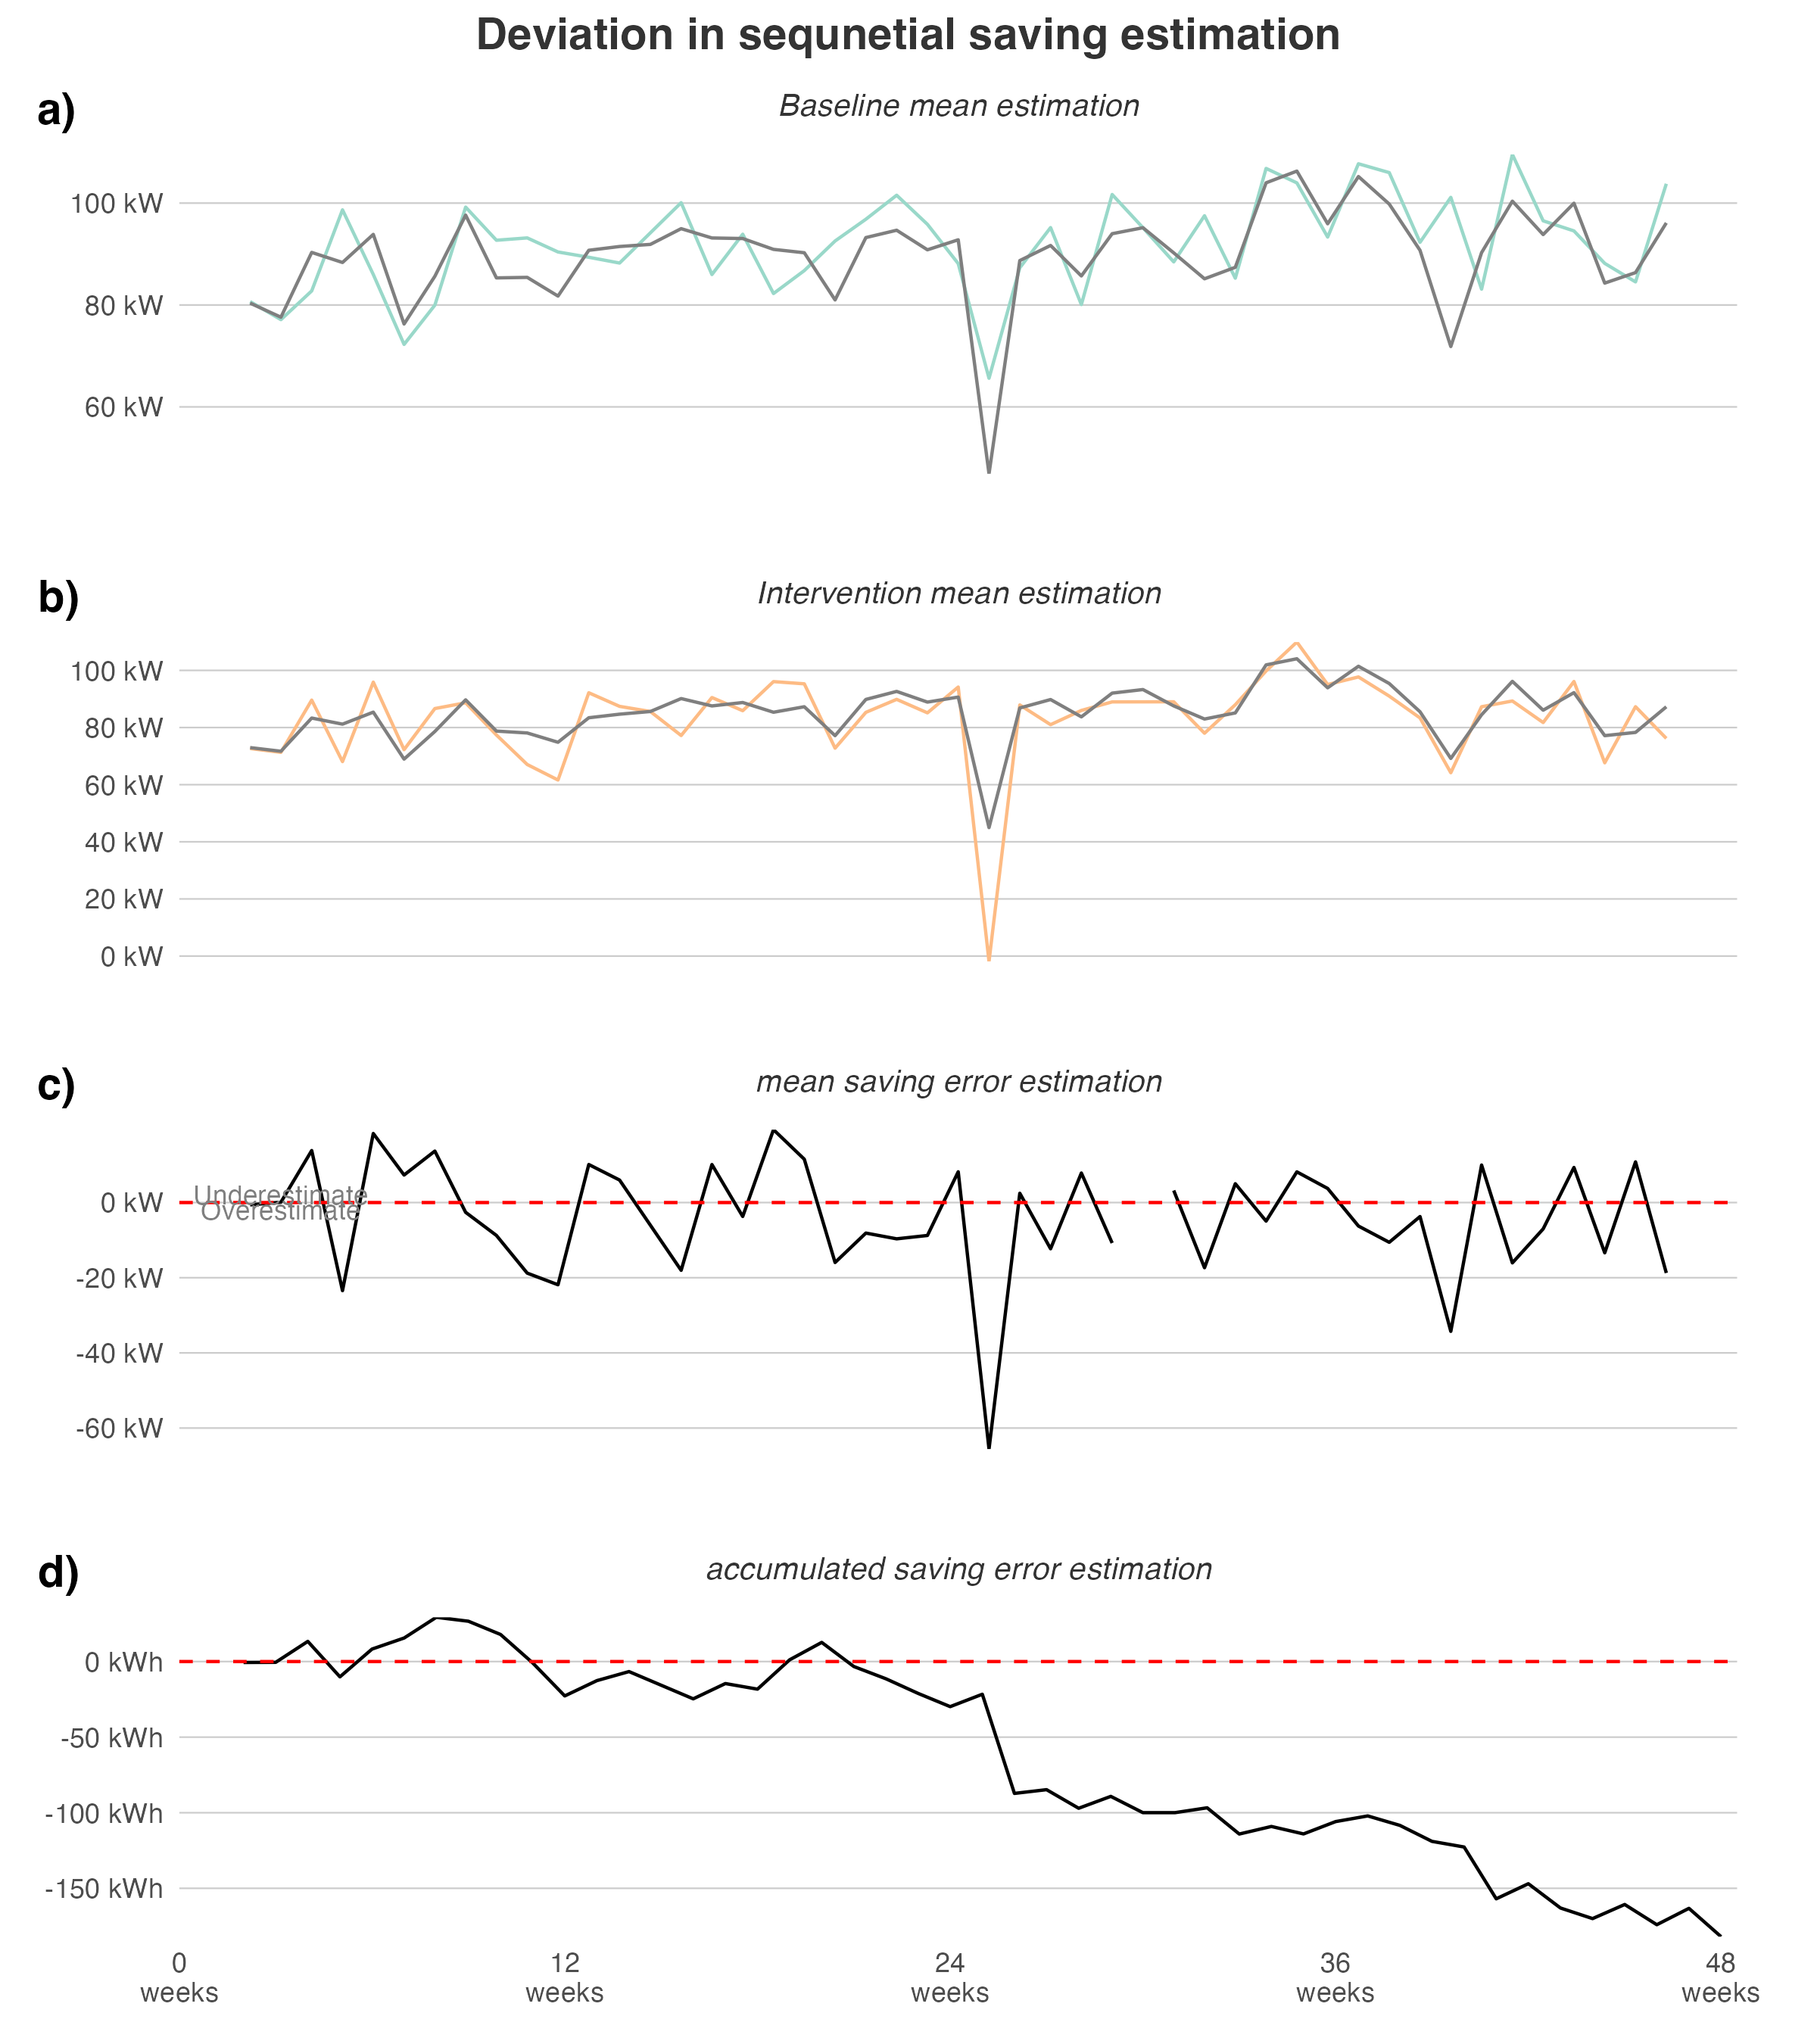 Deviation in sequnetial saving estimation
a)
Baseline mean estimation
100 kW
80 kW
60 kW
b)
Intervention mean estimation
100 kW
80 kW
60 kW
40 kW
20 kW
0 kW
c)
mean saving error estimation
Underestimate
0 kW
Overestimate
-20 kW
-40 kW
-60 kW
d)
accumulated saving error estimation
0 kWh
-50 kWh
-100 kWh
-150 kWh
0 12 24 36 48
weeks weeks weeks weeks weeks